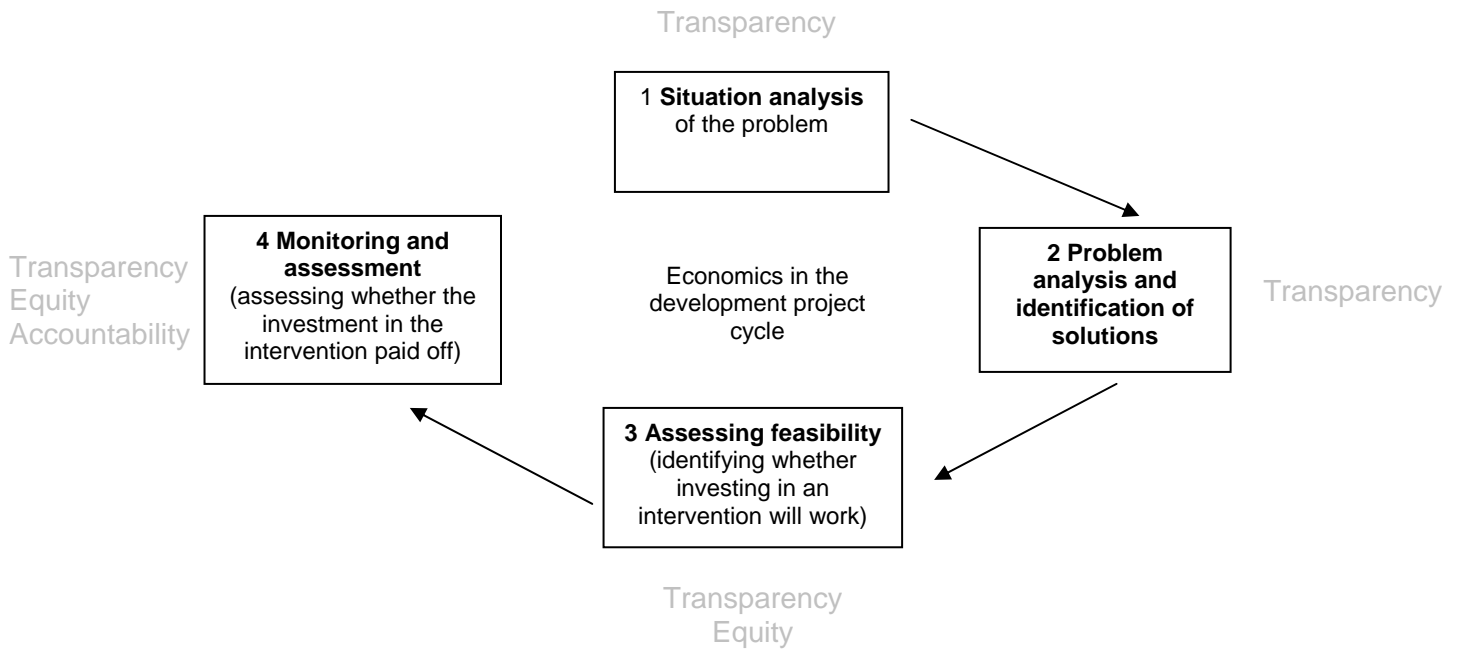 Transparency
1 Situation analysis
of the problem
2 Problem
analysis and
identification of
solutions
Transparency
3 Assessing feasibility
(identifying whether
investing in an
intervention will work)
Transparency
Equity
4 Monitoring and
assessment
(assessing whether the
investment in the
intervention paid off)
Transparency
Equity
Accountability
Economics in the
development project
cycle